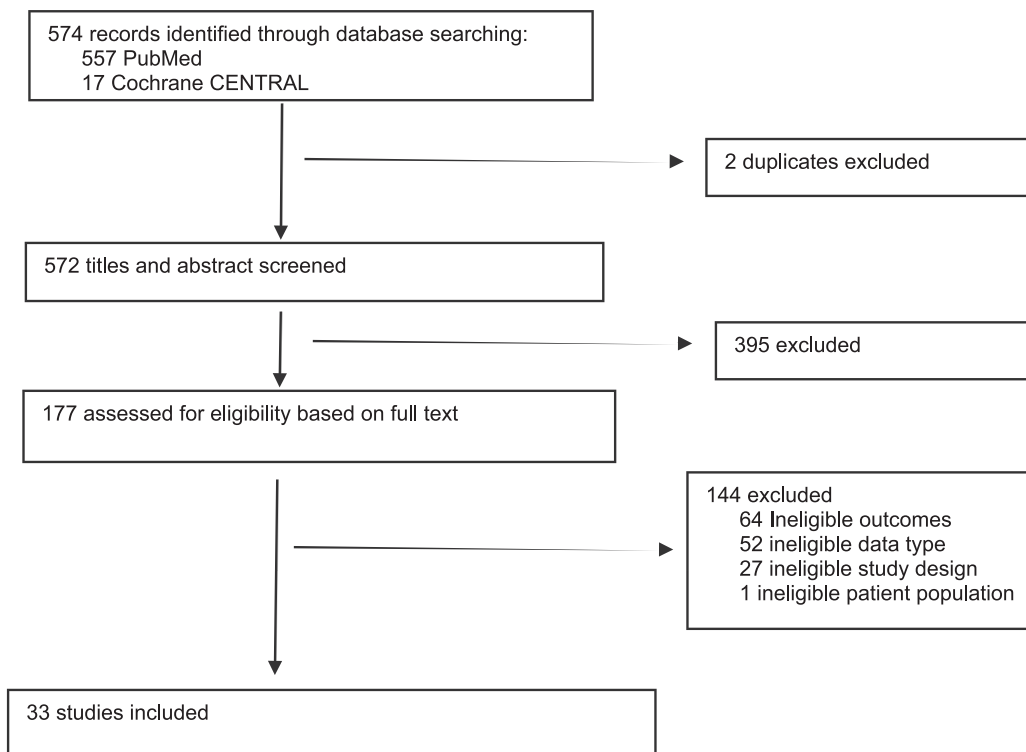 574 records identified through database searching:
557 PubMed
17 Cochrane CENTRAL
2 duplicates excluded
572 titles and abstract screened
395 excluded
177 assessed for eligibility based on full text
144 excluded
64 Ineligible outcomes
52 ineligible data type
27 ineligible study design
1 ineligible patient population
33 studies included